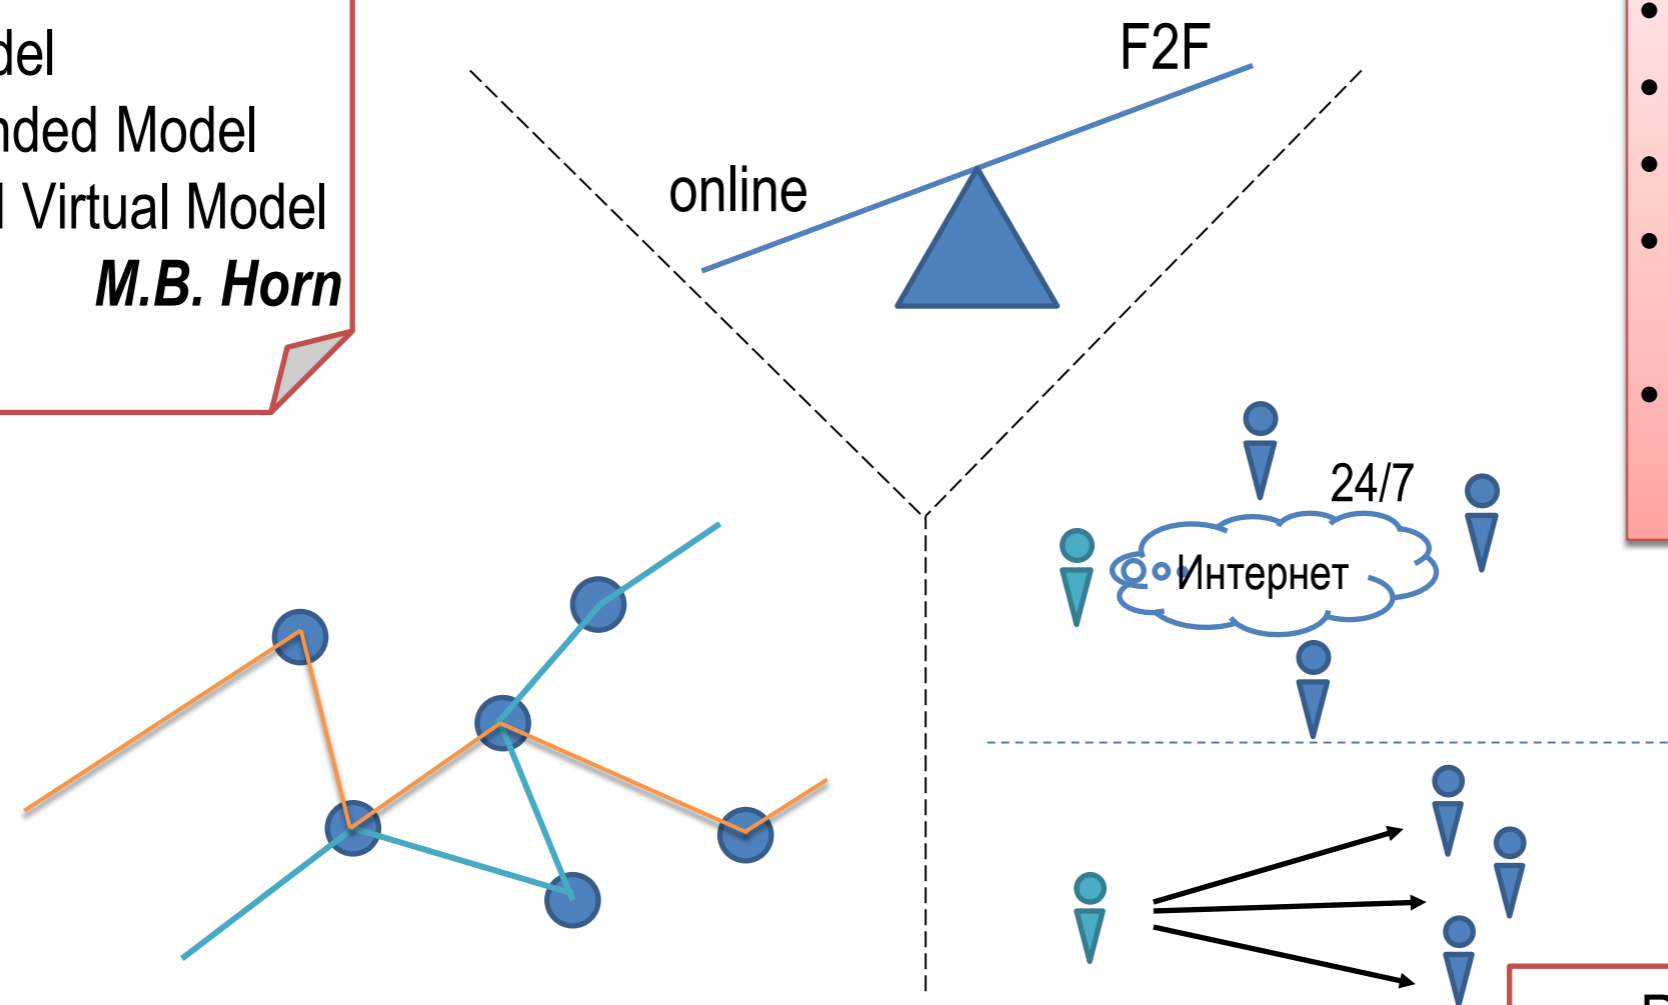 del
nded Model
l Virtual Model
M.B. Horn
F2F
online
24/7
Интернет